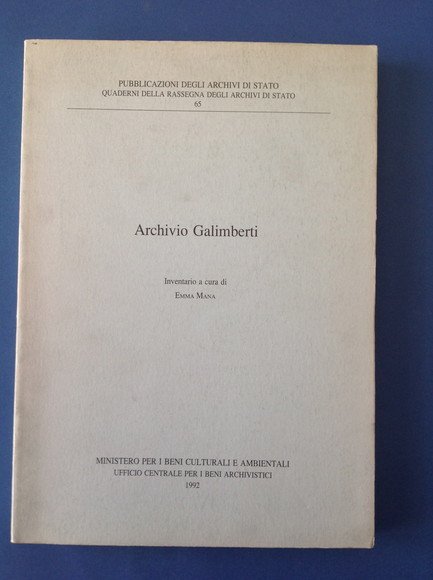 PUBBLICAZIONI DEGLI ARCHIVI DI STATO
QUADERNI DELLA RASSEGNA DEGLI ARCHIVI DI STATO
65
Archivio Galimberti
Inventario a cura di
EMMA MANA
MINISTERO PER I BENI CULTURALI E AMBIENTALI
UFFICIO CENTRALE PER I BENI ARCHIVISTICI
1992